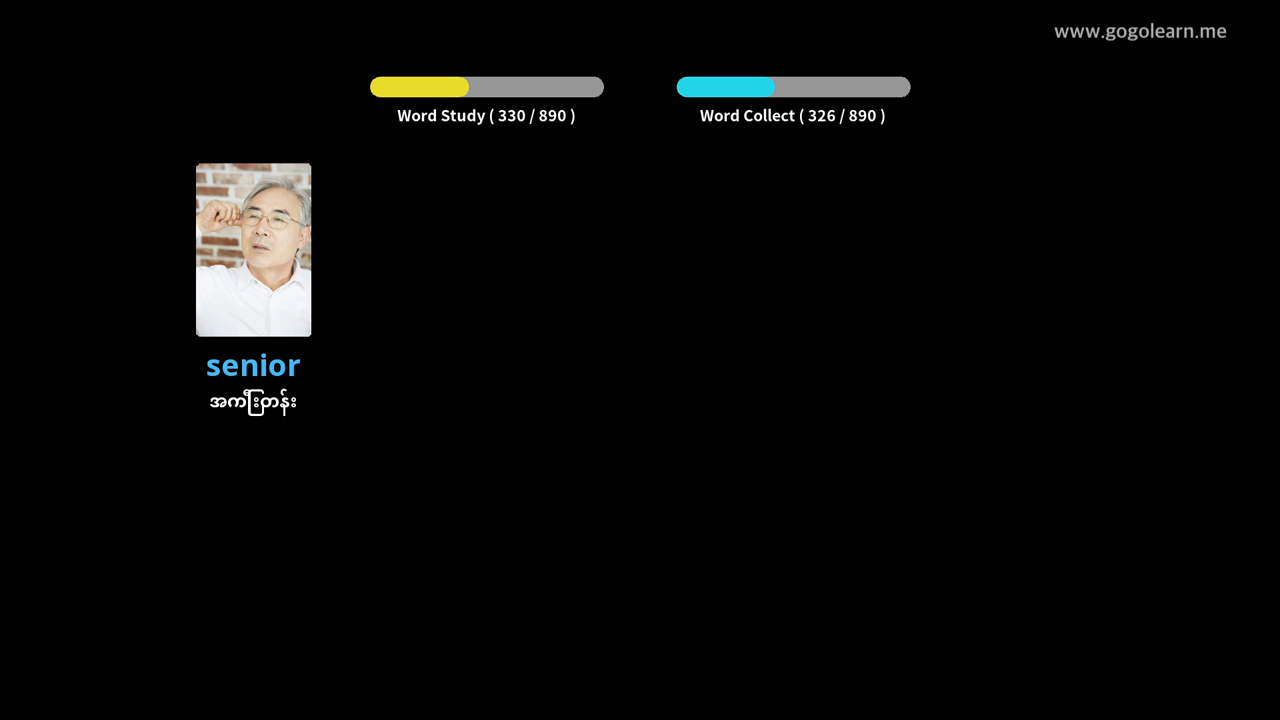 www.gogolearn.me
Word Study ( 330 / 890 )
Word Collect ( 326 / 890 )
senior
အကြီးတန်း